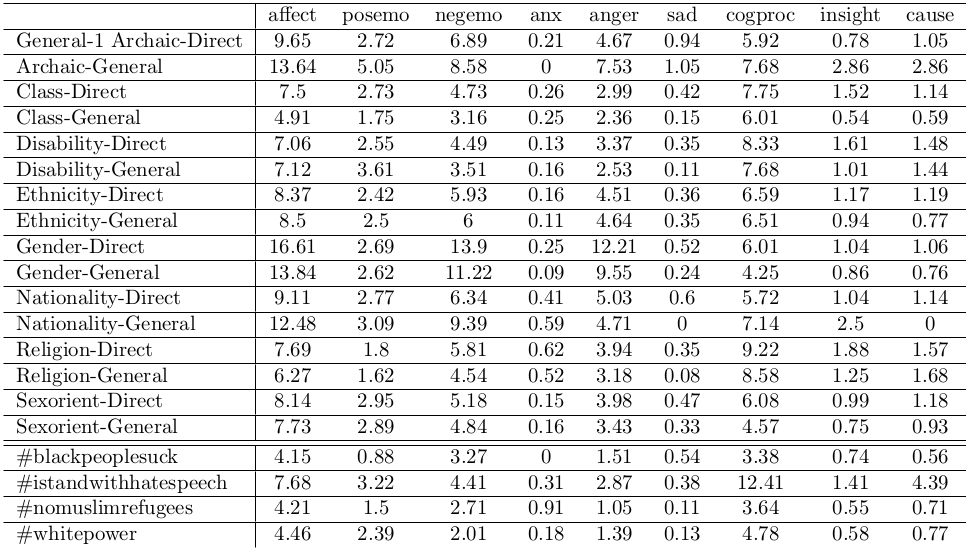 affect posemo negemo anx anger sad cogproc insight cause
General-1 Archaic-Direct 9.65 2.72 6.89 0.21 4.67 0.94 5.92 0.78 1.05
Archaic-General 13.64 5.05 8.58 0 7.53 1.05 7.68 2.86 2.86
Class-Direct 7.5 2.73 4.73 0.26 2.99 0.42 7.75 1.52 1.14
Class-General 4.91 1.75 3.16 0.25 2.36 0.15 6.01 0.54 0.59
Disability-Direct 7.06 2.55 4.49 0.13 3.37 0.35 8.33 1.61 1.48
Disability-General 7.12 3.61 3.51 0.16 2.53 0.11 7.68 1.01 1.44
Ethnicity-Direct 8.37 2.42 5.93 0.16 4.51 0.36 6.59 1.17 1.19
Ethnicity-General 8.5 2.5 6 0.11 4.64 0.35 6.51 0.94 0.77
Gender-Direct 16.61 2.69 13.9 0.25 12.21 0.52 6.01 1.04 1.06
Gender-General 13.84 2.62 11.22 0.09 9.55 0.24 4.25 0.86 0.76
Nationality-Direct 9.11 2.77 6.34 0.41 5.03 0.6 5.72 1.04 1.14
Nationality-General 12.48 3.09 9.39 0.59 4.71 0 7.14 2.5 0
Religion-Direct 7.69 1.8 5.81 0.62 3.94 0.35 9.22 1.88 1.57
Religion-General 6.27 1.62 4.54 0.52 3.18 0.08 8.58 1.25 1.68
Sexorient-Direct 8.14 2.95 5.18 0.15 3.98 0.47 6.08 0.99 1.18
Sexorient-General 7.73 2.89 4.84 0.16 3.43 0.33 4.57 0.75 0.93
#blackpeoplesuck 4.15 0.88 3.27 0 1.51 0.54 3.38 0.74 0.56
#istandwithhatespeech 7.68 3.22 4.41 0.31 2.87 0.38 12.41 1.41 4.39
#nomuslimrefugees 4.21 1.5 2.71 0.91 1.05 0.11 3.64 0.55 0.71
#whitepower 4.46 2.39 2.01 0.18 1.39 0.13 4.78 0.58 0.77